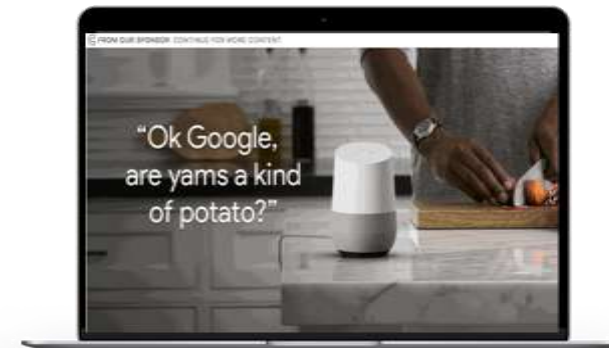 FROM OUR SPONSOR CONTINUE FOR MORE CONTENT.
“Ok Google,
are yams a kind
of potato?”